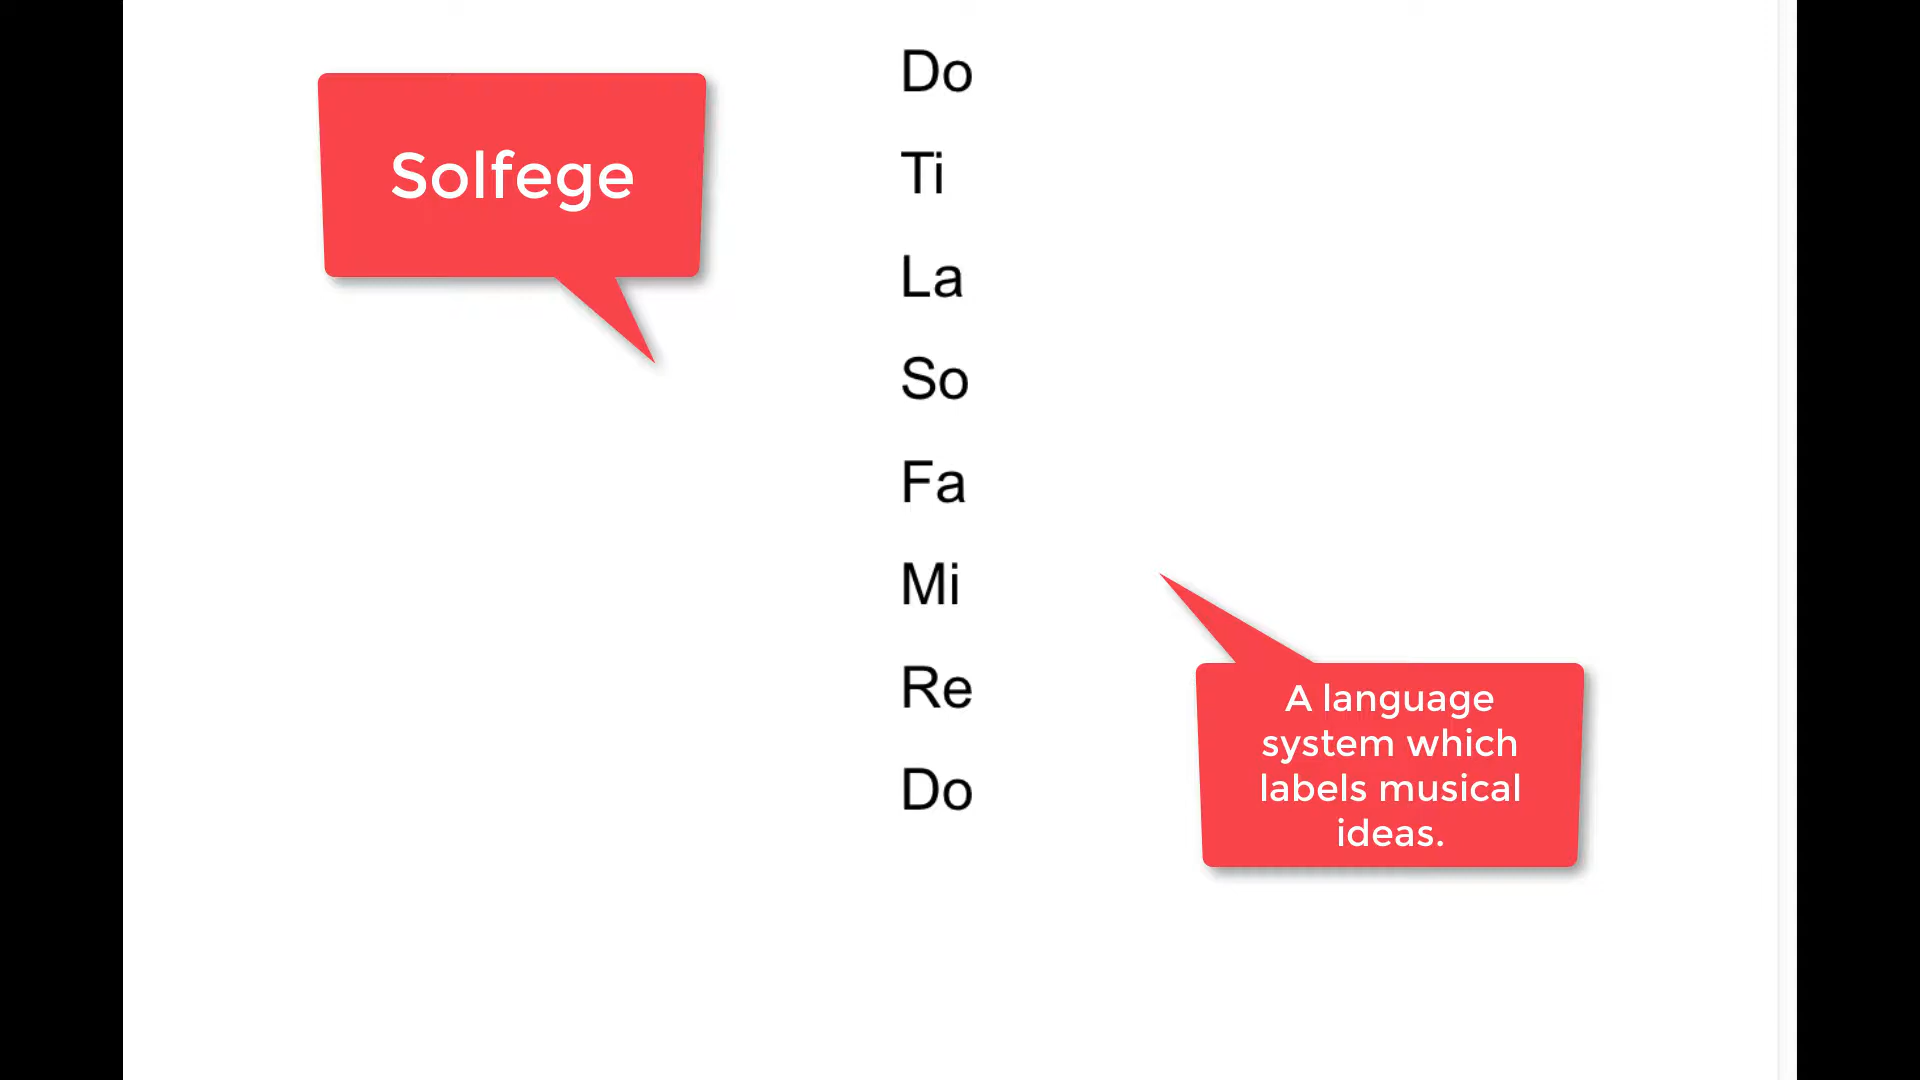 Solfege
Do
Ti
La
So
Fa
Mi
Re
Do
A language
system which
labels musical
ideas.